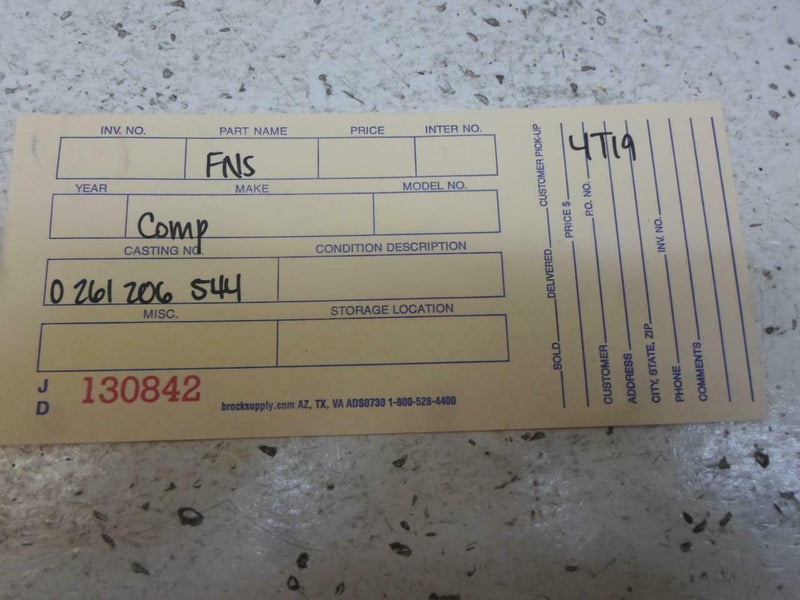 INV. NO. PART NAME PRICE INTER NO.
FNS
YEAR MAKE MODEL NO.
Comp
CASTING NO. CONDITION DESCRIPTION
0 261 206 544
MISC. STORAGE LOCATION
J D 130842
brocksupply.com AZ, TX, VA ADS0730 1-800-528-4400
4T19
SOLD DELIVERED CUSTOMER PICK-UP
PRICE $
P.O. NO.
CUSTOMER
ADDRESS
CITY, STATE, ZIP INV. NO.
PHONE
COMMENTS